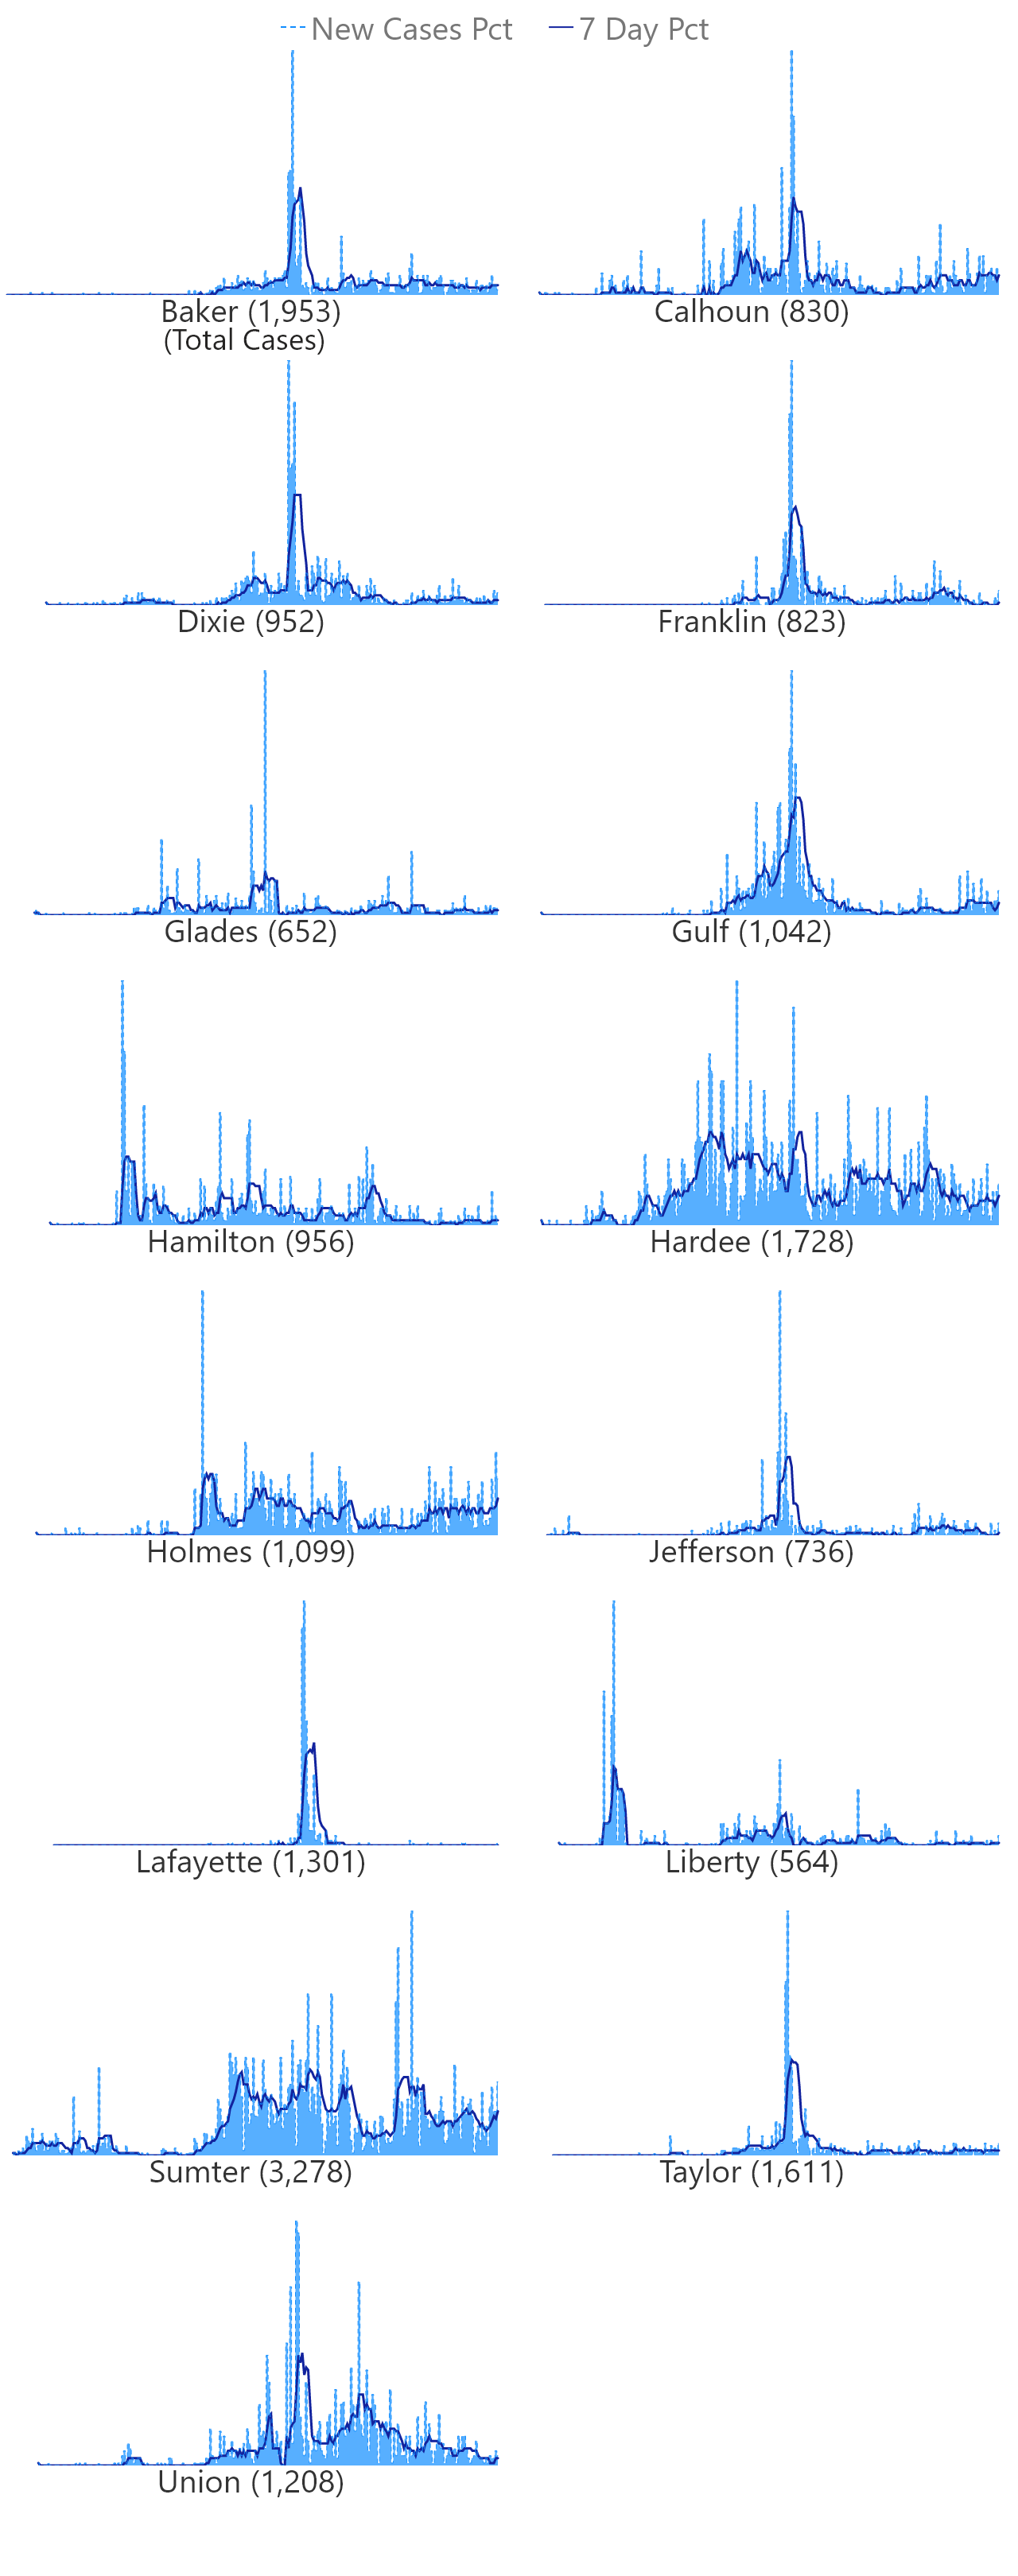 New Cases Pct 7 Day Pct
Baker (1,953) Calhoun (830)
(Total Cases)
Dixie (952) Franklin (823)
Glades (652) Gulf (1,042)
Hamilton (956) Hardee (1,728)
Holmes (1,099) Jefferson (736)
Lafayette (1,301) Liberty (564)
Sumter (3,278) Taylor (1,611)
Union (1,208)